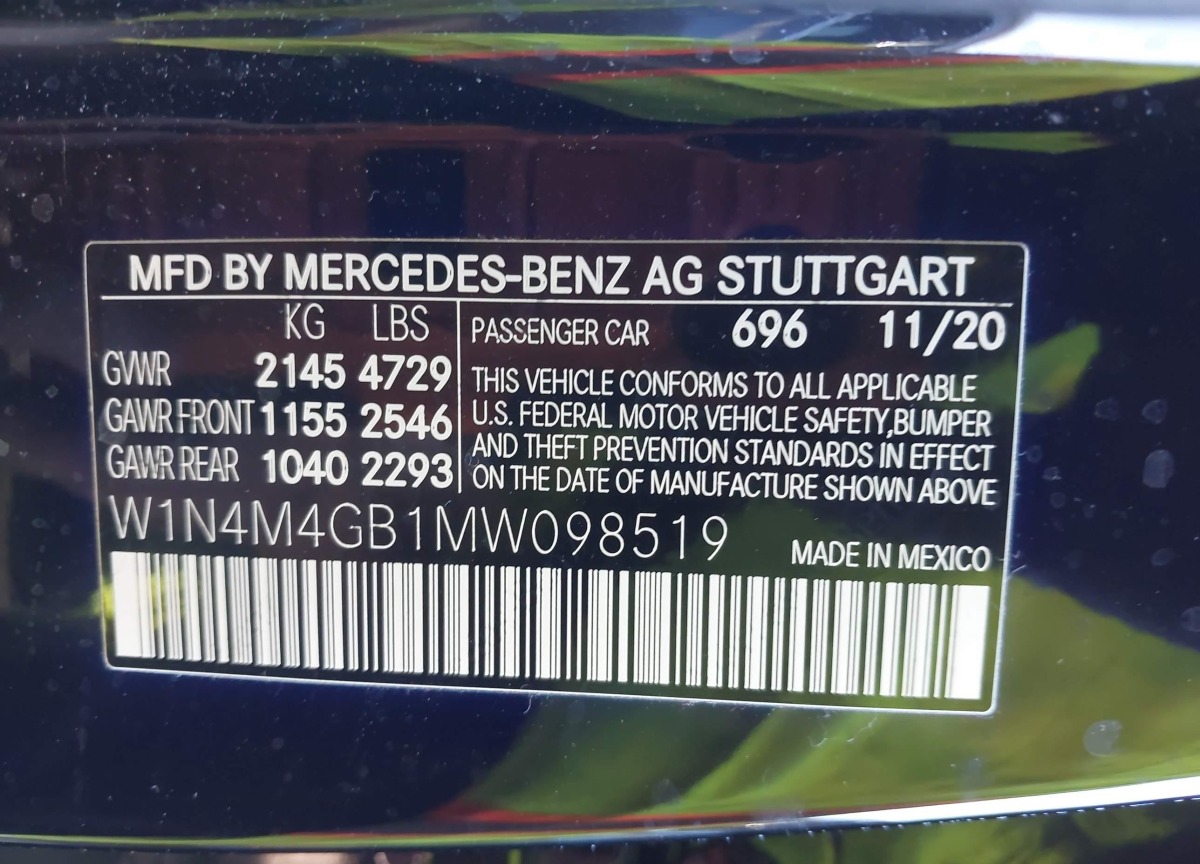 MFD BY MERCEDES-BENZ AG STUTTGART
KG LBS
GVWR 2145 4729
GAWR FRONT 1155 2546
GAWR REAR 1040 2293
PASSENGER CAR 696 11/20
THIS VEHICLE CONFORMS TO ALL APPLICABLE
U.S. FEDERAL MOTOR VEHICLE SAFETY,BUMPER
AND THEFT PREVENTION STANDARDS IN EFFECT
ON THE DATE OF MANUFACTURE SHOWN ABOVE
W1N4M4GB1MW098519
MADE IN MEXICO